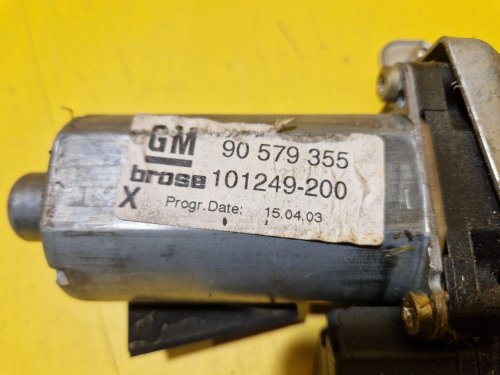 GM 90 579 355
brose 101249-200
X Progr.Date: 15.04.03